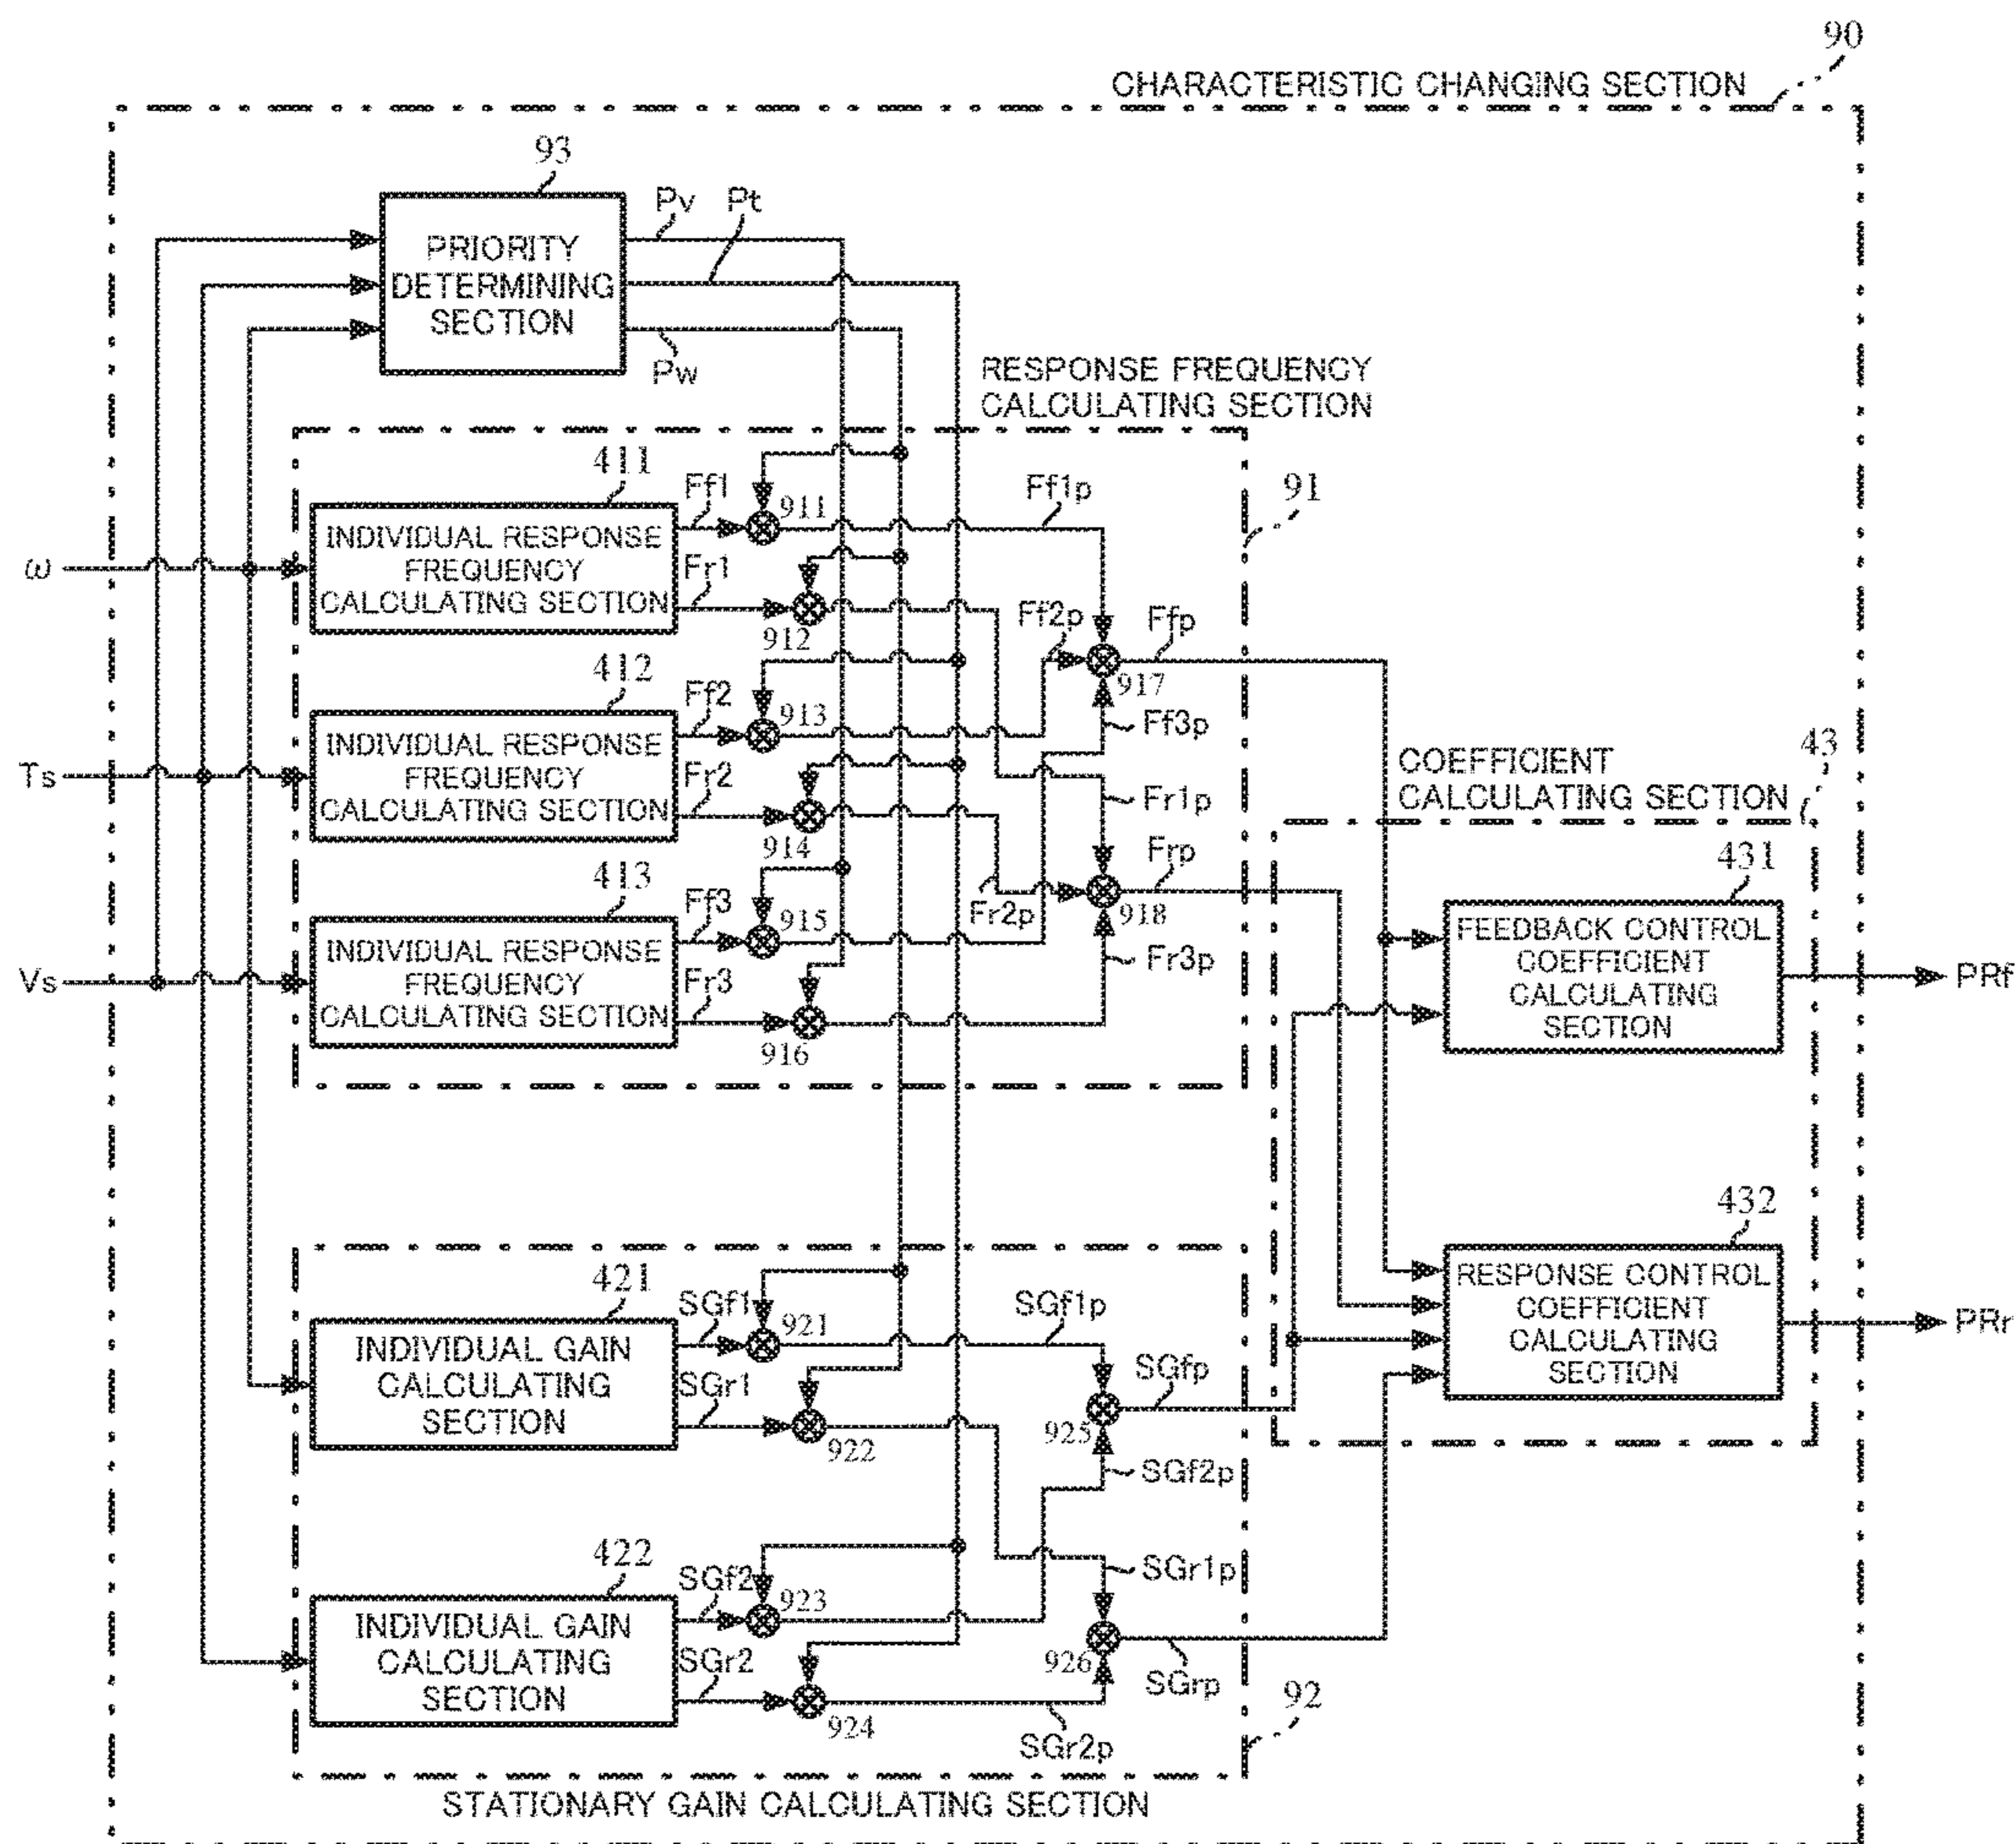 90
CHARACTERISTIC CHANGING SECTION
93
PRIORITY
DETERMINING
SECTION
Pv
Pt
Pw
RESPONSE FREQUENCY
CALCULATING SECTION
91
411
INDIVIDUAL RESPONSE
FREQUENCY
CALCULATING SECTION
Ff1
Fr1
911
912
Ff1p
ω
412
INDIVIDUAL RESPONSE
FREQUENCY
CALCULATING SECTION
Ff2
Fr2
913
914
Ff2p
Ffp
917
Ff3p
Ts
Fr1p
Frp
918
Fr2p
Fr3p
413
INDIVIDUAL RESPONSE
FREQUENCY
CALCULATING SECTION
Ff3
Fr3
915
916
Vs
43
COEFFICIENT
CALCULATING SECTION
431
FEEDBACK CONTROL
COEFFICIENT
CALCULATING
SECTION
PRf
432
RESPONSE CONTROL
COEFFICIENT
CALCULATING
SECTION
PRr
421
INDIVIDUAL GAIN
CALCULATING
SECTION
SGf1
SGr1
921
922
SGf1p
SGfp
925
SGf2p
422
INDIVIDUAL GAIN
CALCULATING
SECTION
SGf2
SGr2
923
924
SGr1p
926
SGrp
SGr2p
92
STATIONARY GAIN CALCULATING SECTION